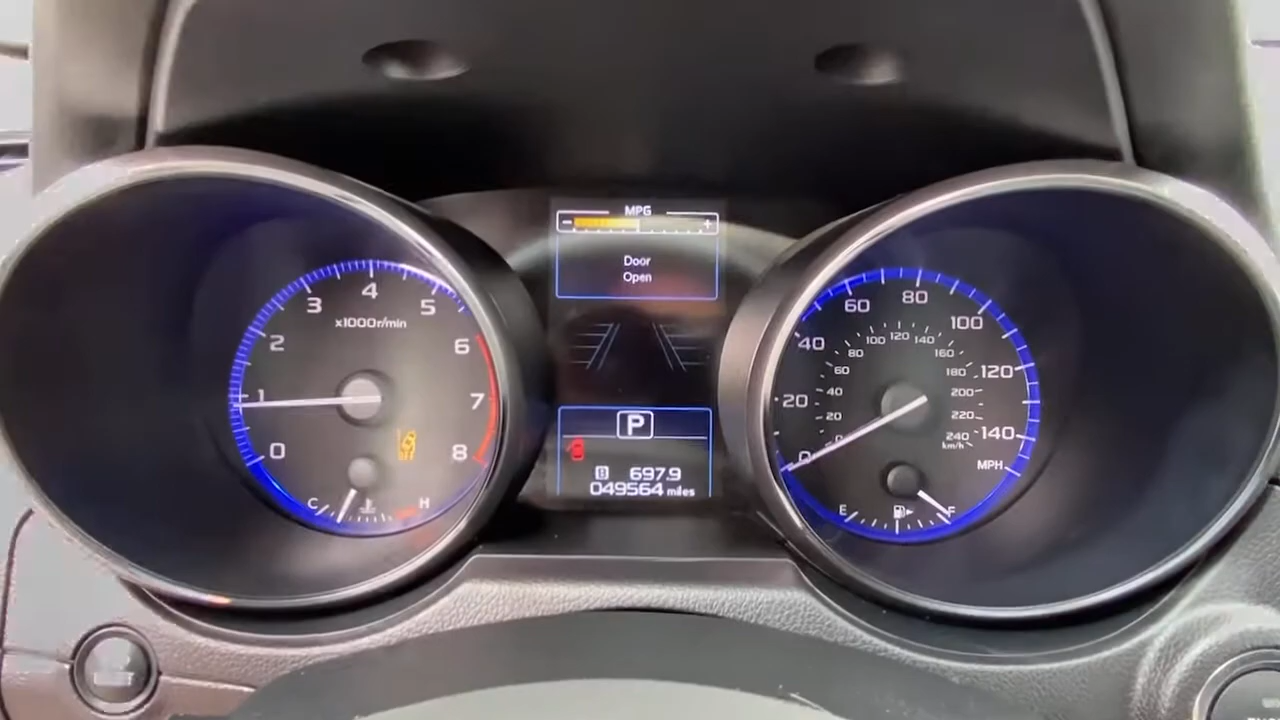 MPG
- +
Door
Open
P
B 697.9
049564 miles
0
1
2
3
4
5
6
7
8
x1000r/min
C H
0
20
40
60
80
100
120
140
MPH
0
20
40
60
80
100
120
140
160
180
200
220
240
km/h
E F